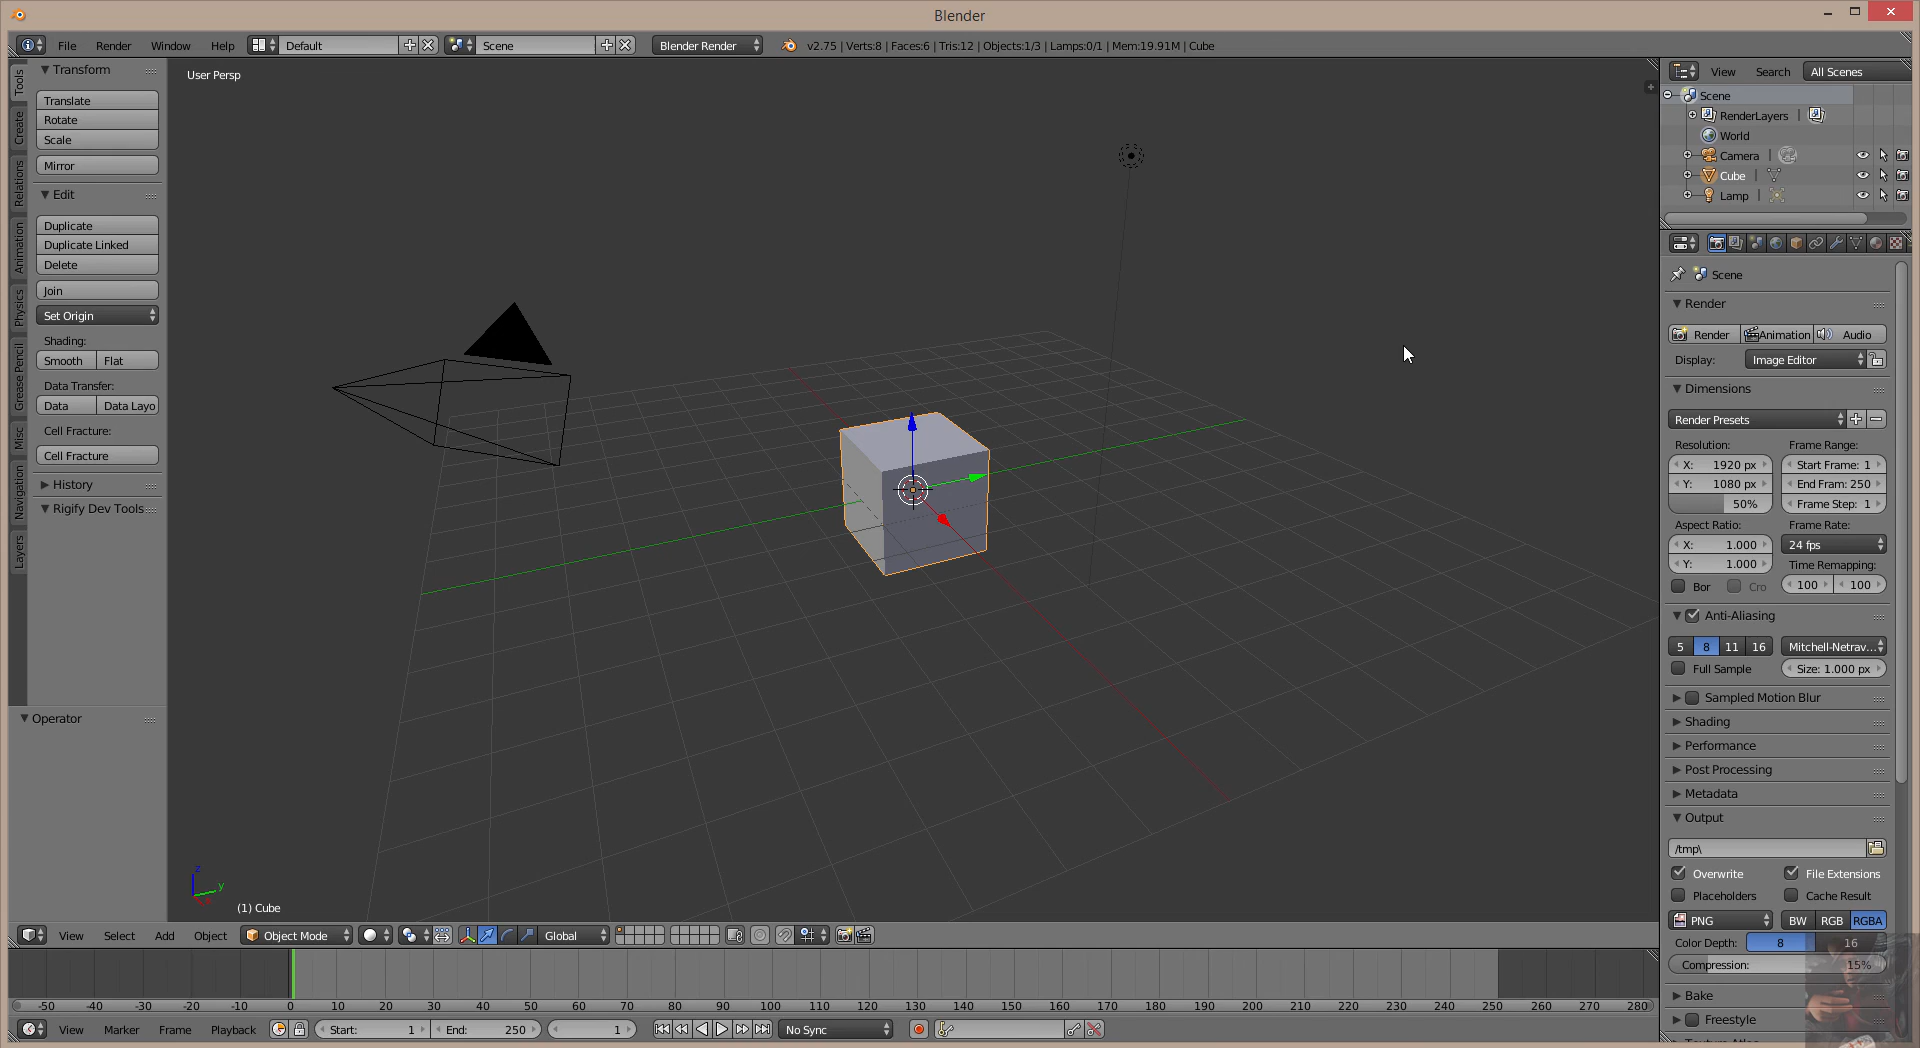 Blender
File Render Window Help Default Scene Blender Render v2.75 | Verts:8 | Faces:6 | Tris:12 | Objects:1/3 | Lamps:0/1 | Mem:19.91M | Cube
Tools
Create
Relations
Animation
Physics
Grease Pencil
Misc
Navigation
Layers
Transform
Translate
Rotate
Scale
Mirror
Edit
Duplicate
Duplicate Linked
Delete
Join
Set Origin
Shading:
Smooth Flat
Data Transfer:
Data Data Layo
Cell Fracture:
Cell Fracture
History
Rigify Dev Tools
Operator
User Persp
z
y
(1) Cube
View Select Add Object Object Mode Global
-50 -40 -30 -20 -10 0 10 20 30 40 50 60 70 80 90 100 110 120 130 140 150 160 170 180 190 200 210 220 230 240 250 260 270 280
View Marker Frame Playback Start: 1 End: 250 1 No Sync
View Search All Scenes
Scene
RenderLayers |
World
Camera |
Cube |
Lamp |
Scene
Render
Render Animation Audio
Display: Image Editor
Dimensions
Render Presets
Resolution: Frame Range:
X: 1920 px Start Frame: 1
Y: 1080 px End Fram: 250
50% Frame Step: 1
Aspect Ratio: Frame Rate:
X: 1.000 24 fps
Y: 1.000 Time Remapping:
Bor Cro 100 100
Anti-Aliasing
5 8 11 16 Mitchell-Netrav...
Full Sample Size: 1.000 px
Sampled Motion Blur
Shading
Performance
Post Processing
Metadata
Output
/tmp\
Overwrite File Extensions
Placeholders Cache Result
PNG BW RGB RGBA
Color Depth: 8 16
Compression: 15%
Bake
Freestyle